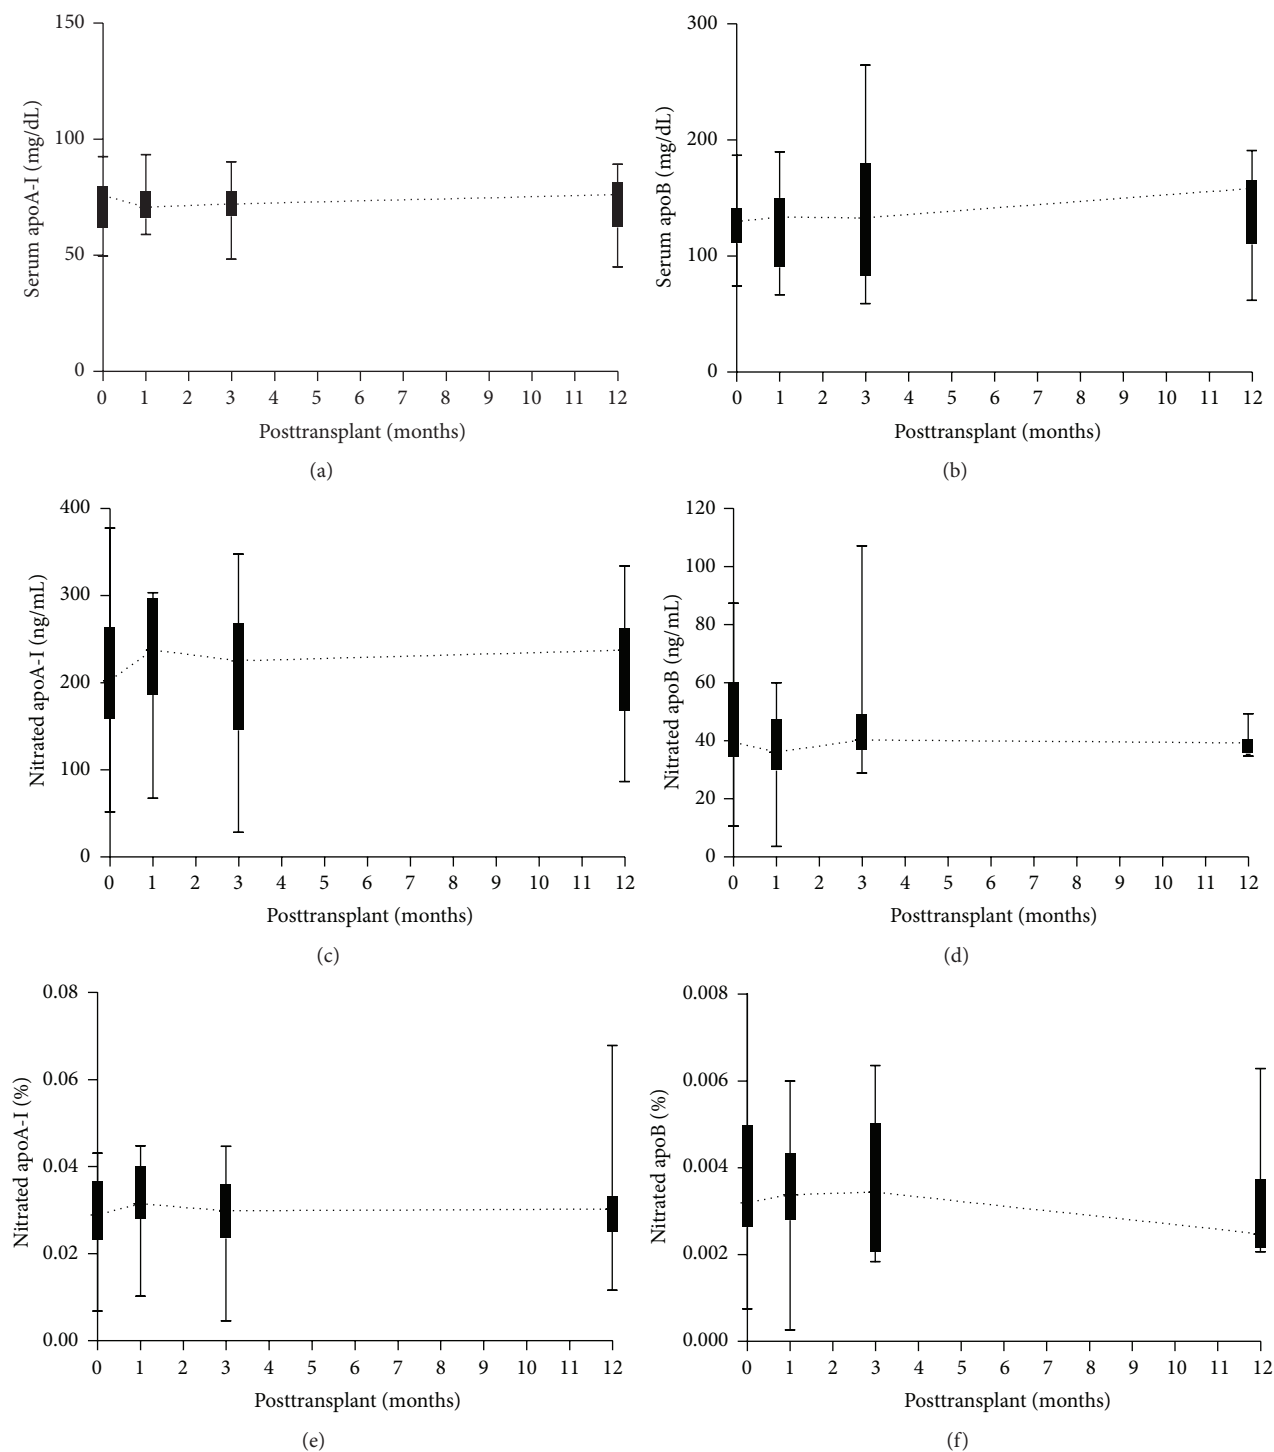 150
100
50
0
Serum apoA-I (mg/dL)
0 1 2 3 4 5 6 7 8 9 10 11 12
Posttransplant (months)
(a)
300
200
100
0
Serum apoB (mg/dL)
0 1 2 3 4 5 6 7 8 9 10 11 12
Posttransplant (months)
(b)
400
300
200
100
0
Nitrated apoA-I (ng/mL)
0 1 2 3 4 5 6 7 8 9 10 11 12
Posttransplant (months)
(c)
120
100
80
60
40
20
0
Nitrated apoB (ng/mL)
0 1 2 3 4 5 6 7 8 9 10 11 12
Posttransplant (months)
(d)
0.08
0.06
0.04
0.02
0.00
Nitrated apoA-I (%)
0 1 2 3 4 5 6 7 8 9 10 11 12
Posttransplant (months)
(e)
0.008
0.006
0.004
0.002
0.000
Nitrated apoB (%)
0 1 2 3 4 5 6 7 8 9 10 11 12
Posttransplant (months)
(f)